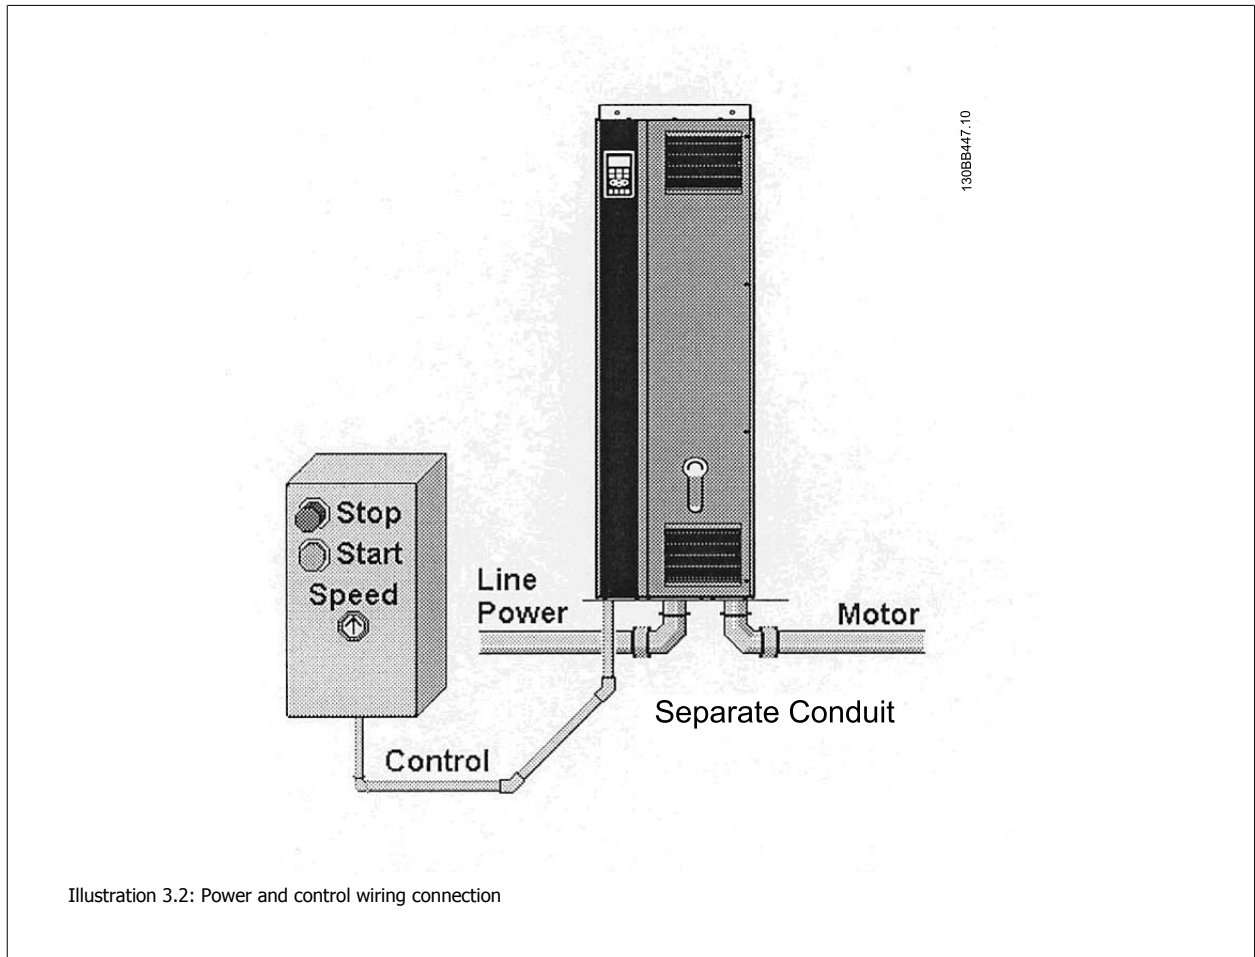 130BB447.10
Stop
Start
Speed
Line
Power
Motor
Separate Conduit
Control
Illustration 3.2: Power and control wiring connection